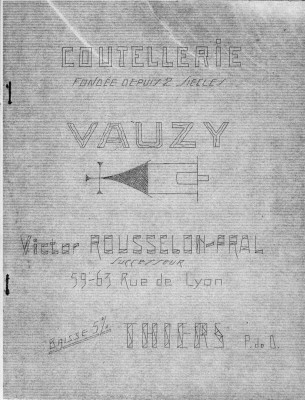 COUTELLERIE
FONDÉE DEPUIS 2 SIÈCLES
VAUZY
Victor ROUSSELON-PRAL
SUCCESSEUR
59-63 Rue de Lyon
BAISSE 5%
THIERS P. de D.